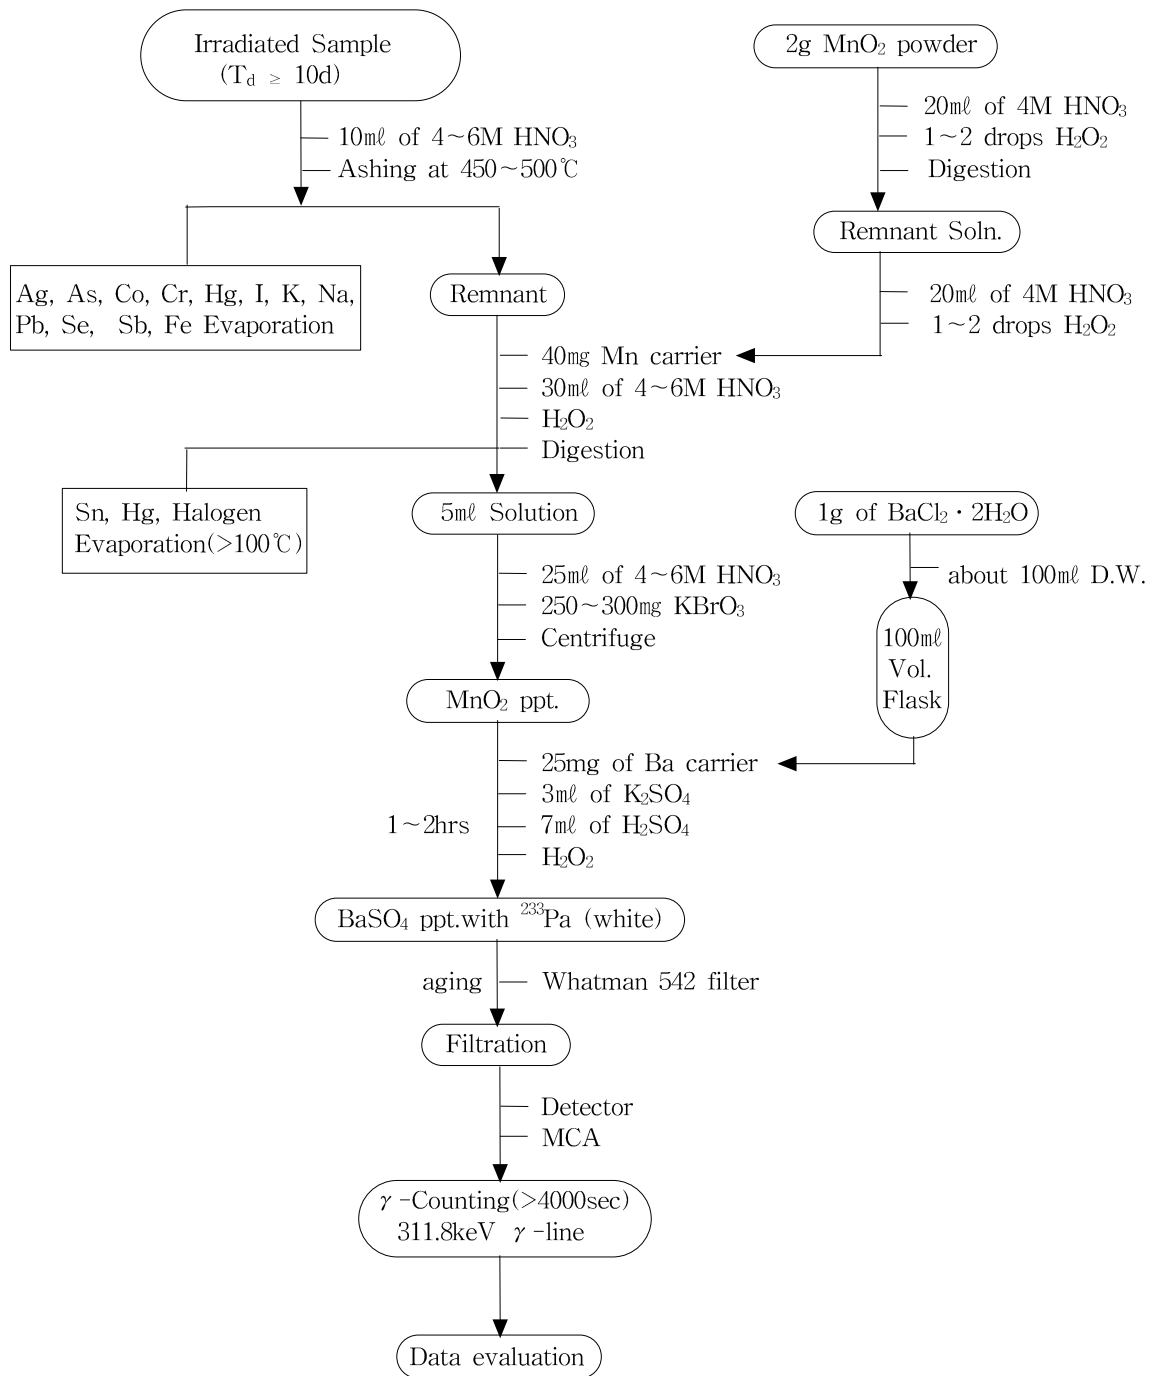 Irradiated Sample
(T_d ≥ 10d)
10㎖ of 4~6M HNO₃
Ashing at 450~500℃
2g MnO₂ powder
20㎖ of 4M HNO₃
1~2 drops H₂O₂
Digestion
Remnant Soln.
20㎖ of 4M HNO₃
1~2 drops H₂O₂
Ag, As, Co, Cr, Hg, I, K, Na,
Pb, Se, Sb, Fe Evaporation
Remnant
40㎎ Mn carrier
30㎖ of 4~6M HNO₃
H₂O₂
Digestion
Sn, Hg, Halogen
Evaporation(>100℃)
5㎖ Solution
25㎖ of 4~6M HNO₃
250~300㎎ KBrO₃
Centrifuge
1g of BaCl₂·2H₂O
about 100㎖ D.W.
100㎖
Vol.
Flask
MnO₂ ppt.
25mg of Ba carrier
3㎖ of K₂SO₄
1~2hrs
7㎖ of H₂SO₄
H₂O₂
BaSO₄ ppt.with ²³³Pa (white)
aging
Whatman 542 filter
Filtration
Detector
MCA
γ-Counting(>4000sec)
311.8keV γ-line
Data evaluation